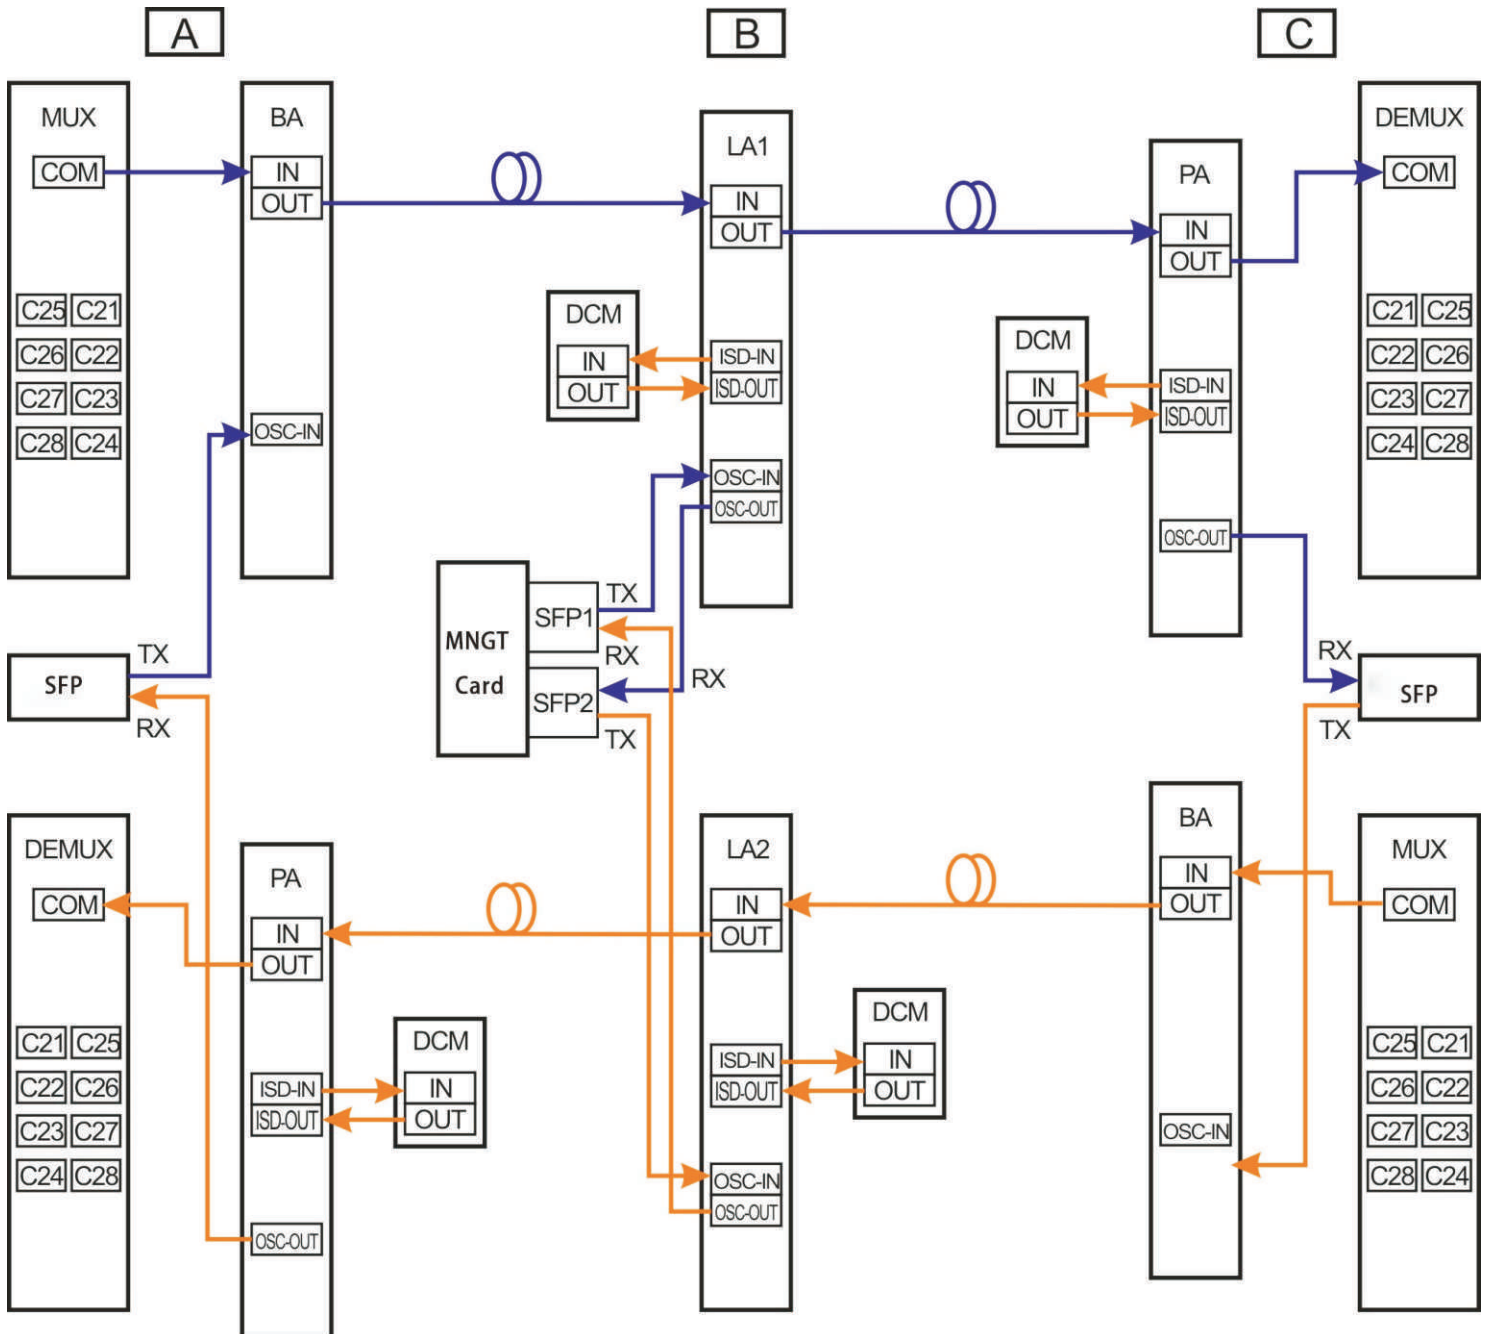 A
B
C
MUX
COM
C25 C21
C26 C22
C27 C23
C28 C24
BA
IN
OUT
OSC-IN
LA1
IN
OUT
ISD-IN
ISD-OUT
OSC-IN
OSC-OUT
DCM
IN
OUT
PA
IN
OUT
ISD-IN
ISD-OUT
OSC-OUT
DCM
IN
OUT
DEMUX
COM
C21 C25
C22 C26
C23 C27
C24 C28
SFP
TX
RX
MNGT
Card
SFP1
SFP2
TX
RX
RX
TX
RX
TX
SFP
DEMUX
COM
C21 C25
C22 C26
C23 C27
C24 C28
PA
IN
OUT
ISD-IN
ISD-OUT
OSC-OUT
DCM
IN
OUT
LA2
IN
OUT
ISD-IN
ISD-OUT
OSC-IN
OSC-OUT
DCM
IN
OUT
BA
IN
OUT
OSC-IN
MUX
COM
C25 C21
C26 C22
C27 C23
C28 C24